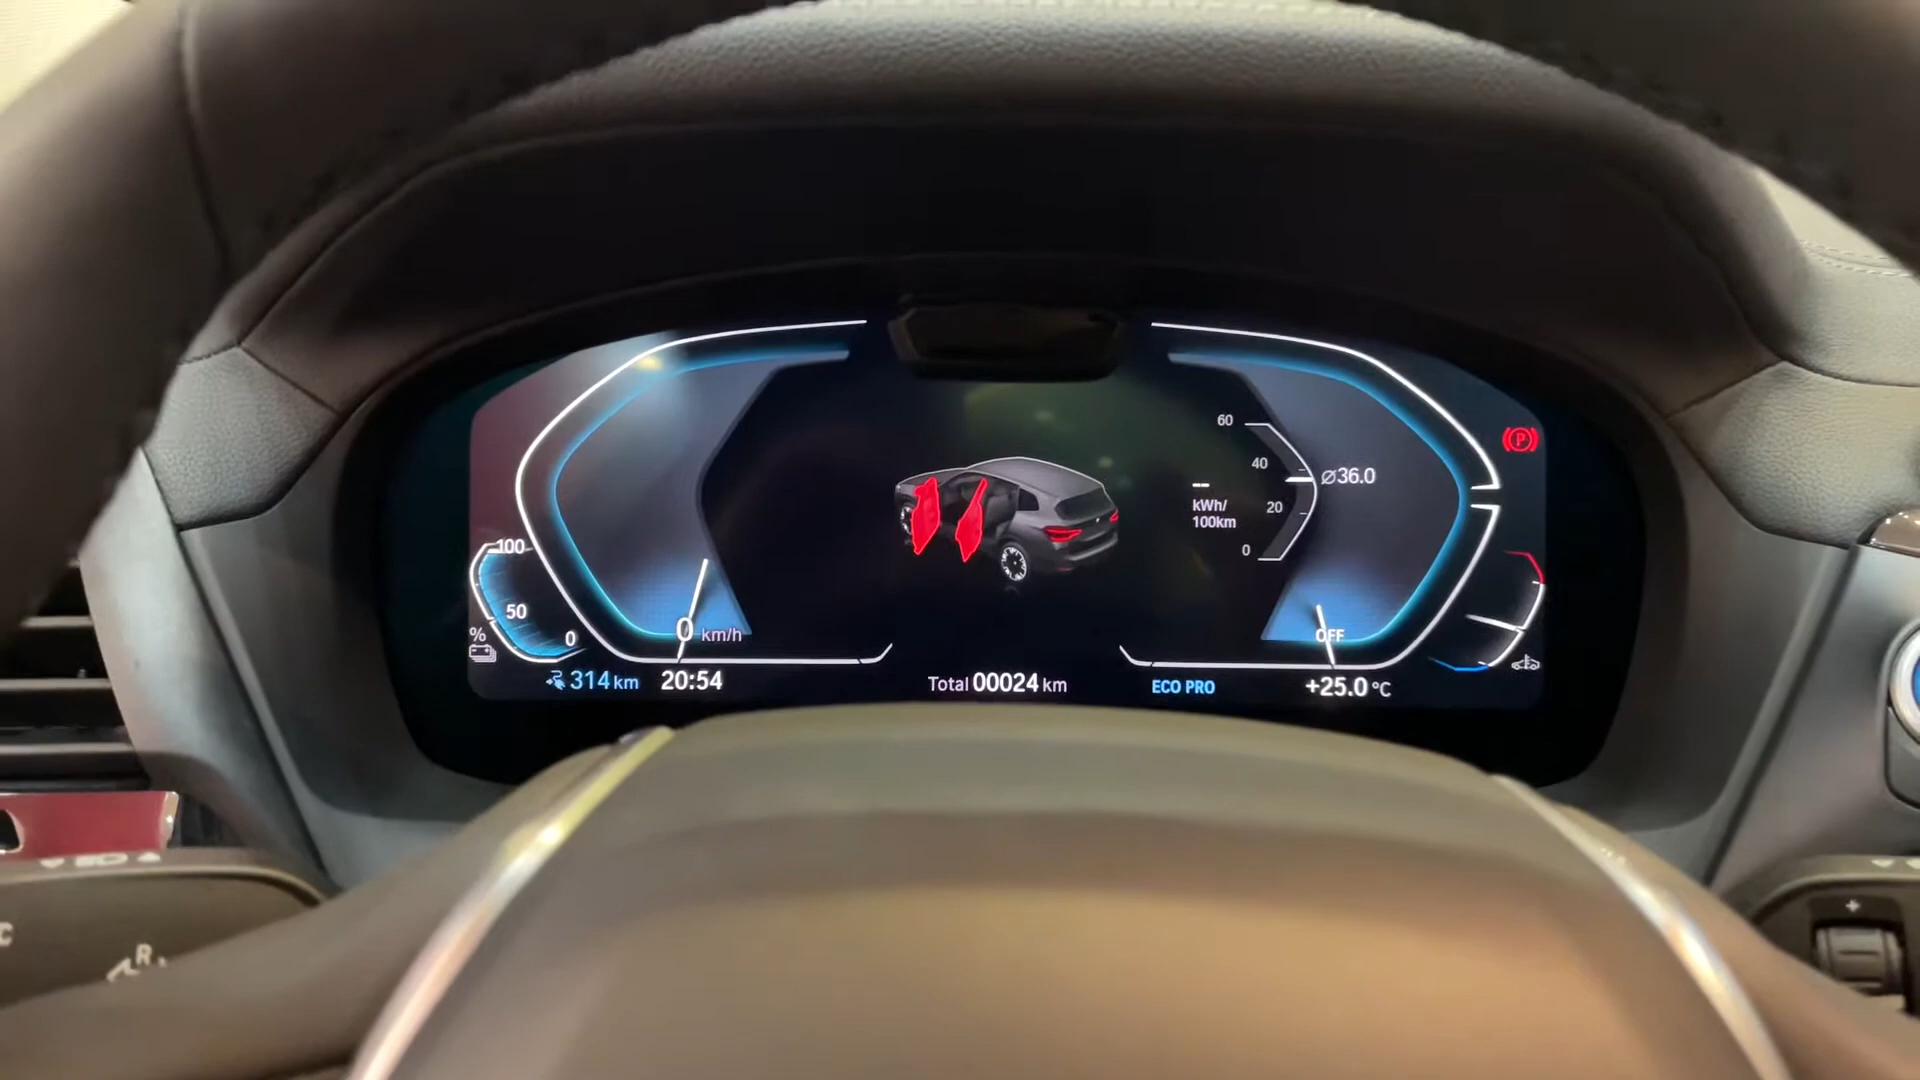 60
40
Ø36.0
--
kWh/
100km
20
0
P
100
50
0
%
0 km/h
OFF
314 km
20:54
Total 00024 km
ECO PRO
+25.0 °C
R
+